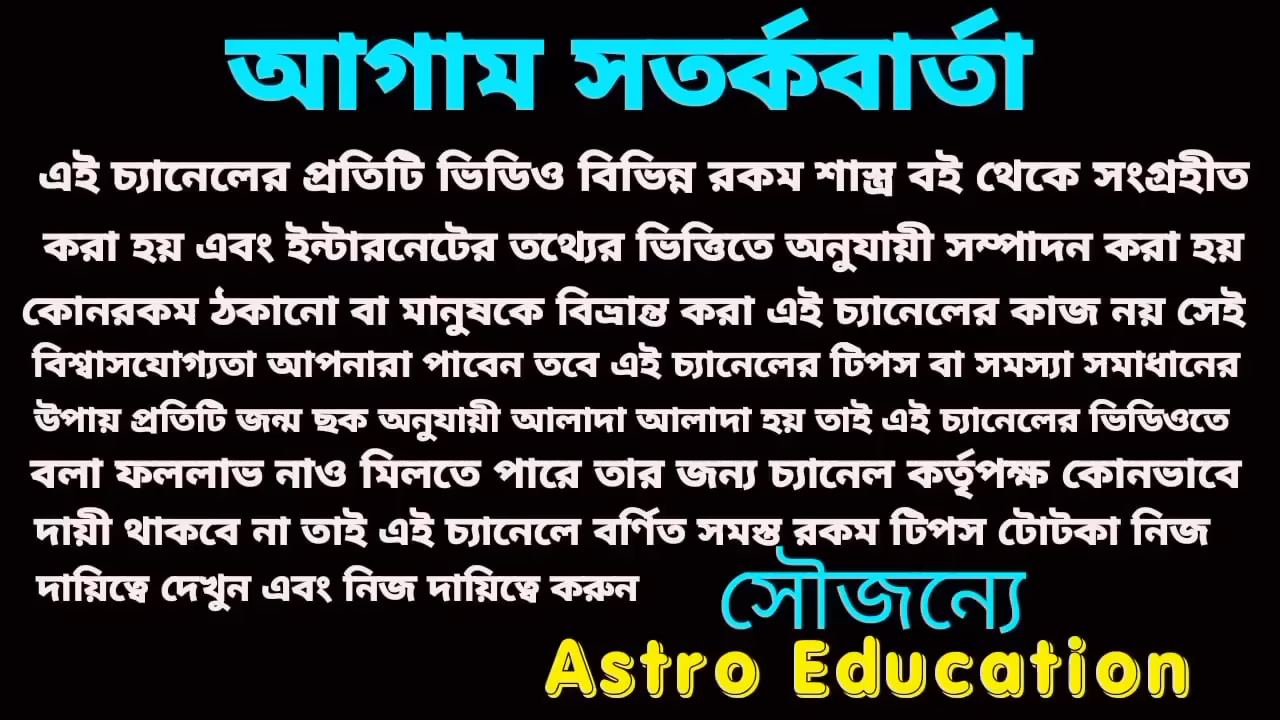 আগাম সতর্কবার্তা
এই চ্যানেলের প্রতিটি ভিডিও বিভিন্ন রকম শাস্ত্র বই থেকে সংগ্রহীত
করা হয় এবং ইন্টারনেটের তথ্যের ভিত্তিতে অনুযায়ী সম্পাদন করা হয়
কোনরকম ঠকানো বা মানুষকে বিভ্রান্ত করা এই চ্যানেলের কাজ নয় সেই
বিশ্বাসযোগ্যতা আপনারা পাবেন তবে এই চ্যানেলের টিপস বা সমস্যা সমাধানের
উপায় প্রতিটি জন্ম ছক অনুযায়ী আলাদা আলাদা হয় তাই এই চ্যানেলের ভিডিওতে
বলা ফললাভ নাও মিলতে পারে তার জন্য চ্যানেল কর্তৃপক্ষ কোনভাবে
দায়ী থাকবে না তাই এই চ্যানেলে বর্ণিত সমস্ত রকম টিপস টোটকা নিজ
দায়িত্বে দেখুন এবং নিজ দায়িত্বে করুন
সৌজন্যে
Astro Education